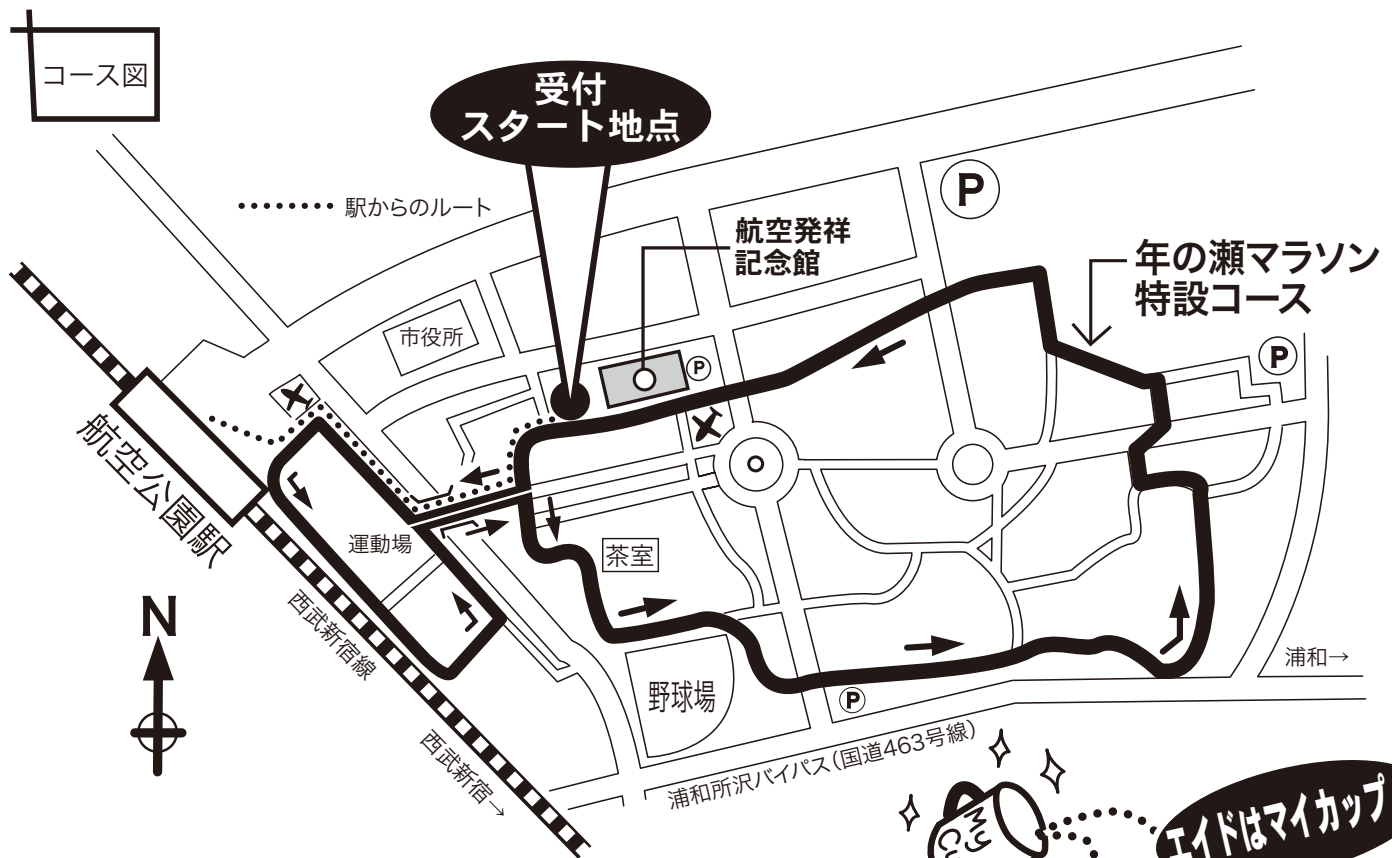 コース図
受付
スタート地点
駅からのルート
P
航空発祥
記念館
年の瀬マラソン
特設コース
市役所
P
P
航空公園駅
運動場
茶室
N
西武新宿線
野球場
浦和→
P
西武新宿→
浦和所沢バイパス(国道463号線)
My
エイドはマイカップ